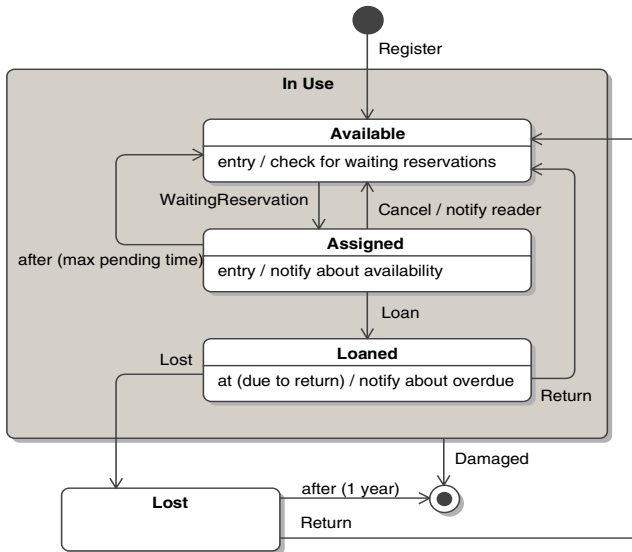 Register
In Use
Available
entry / check for waiting reservations
WaitingReservation
Cancel / notify reader
Assigned
after (max pending time)
entry / notify about availability
Loan
Lost
Loaned
at (due to return) / notify about overdue
Return
Damaged
Lost
after (1 year)
Return